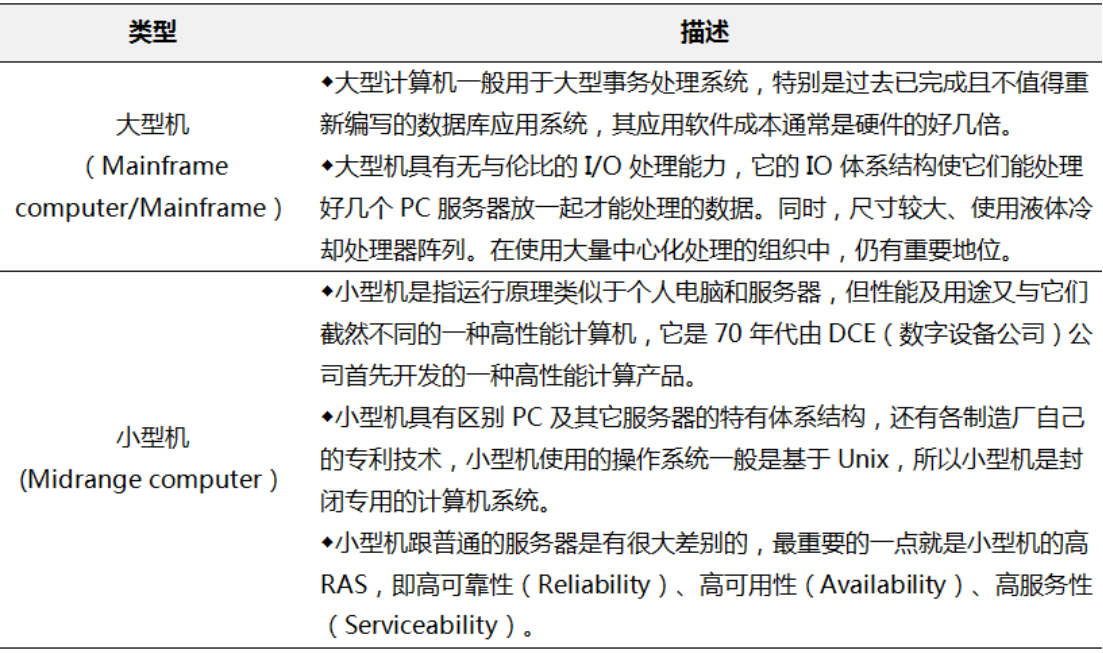 类型
描述
大型机
（Mainframe
computer/Mainframe）
◆大型计算机一般用于大型事务处理系统，特别是过去已完成且不值得重
新编写的数据库应用系统，其应用软件成本通常是硬件的好几倍。
◆大型机具有无与伦比的 I/O 处理能力，它的 IO 体系结构使它们能处理
好几个 PC 服务器放一起才能处理的数据。同时，尺寸较大、使用液体冷
却处理器阵列。在使用大量中心化处理的组织中，仍有重要地位。
小型机
(Midrange computer）
◆小型机是指运行原理类似于个人电脑和服务器，但性能及用途又与它们
截然不同的一种高性能计算机，它是 70 年代由 DCE（数字设备公司）公
司首先开发的一种高性能计算产品。
◆小型机具有区别 PC 及其它服务器的特有体系结构，还有各制造厂自己
的专利技术，小型机使用的操作系统一般是基于 Unix，所以小型机是封
闭专用的计算机系统。
◆小型机跟普通的服务器是有很大差别的，最重要的一点就是小型机的高
RAS，即高可靠性（Reliability）、高可用性（Availability）、高服务性
（Serviceability）。